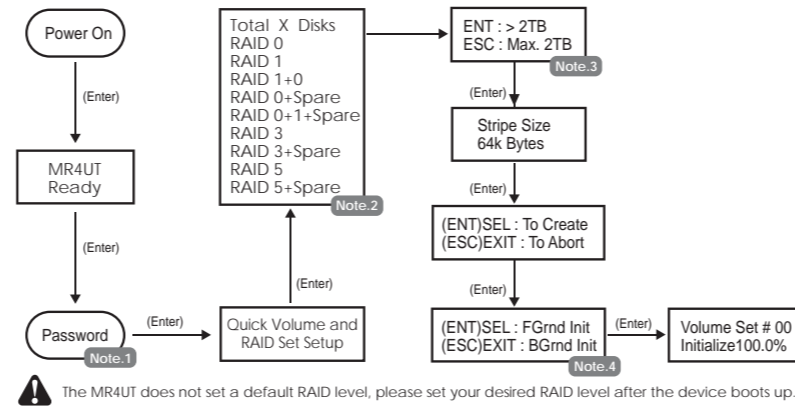 Power On
(Enter)
MR4UT
Ready
(Enter)
Password
Note.1
(Enter)
Quick Volume and
RAID Set Setup
(Enter)
Total X Disks
RAID 0
RAID 1
RAID 1+0
RAID 0+Spare
RAID 0+1+Spare
RAID 3
RAID 3+Spare
RAID 5
RAID 5+Spare
Note.2
ENT : > 2TB
ESC : Max. 2TB
Note.3
(Enter)
Stripe Size
64k Bytes
(Enter)
(ENT)SEL : To Create
(ESC)EXIT : To Abort
(Enter)
(ENT)SEL : FGrnd Init
(ESC)EXIT : BGrnd Init
Note.4
(Enter)
Volume Set # 00
Initialize100.0%
The MR4UT does not set a default RAID level, please set your desired RAID level after the device boots up.